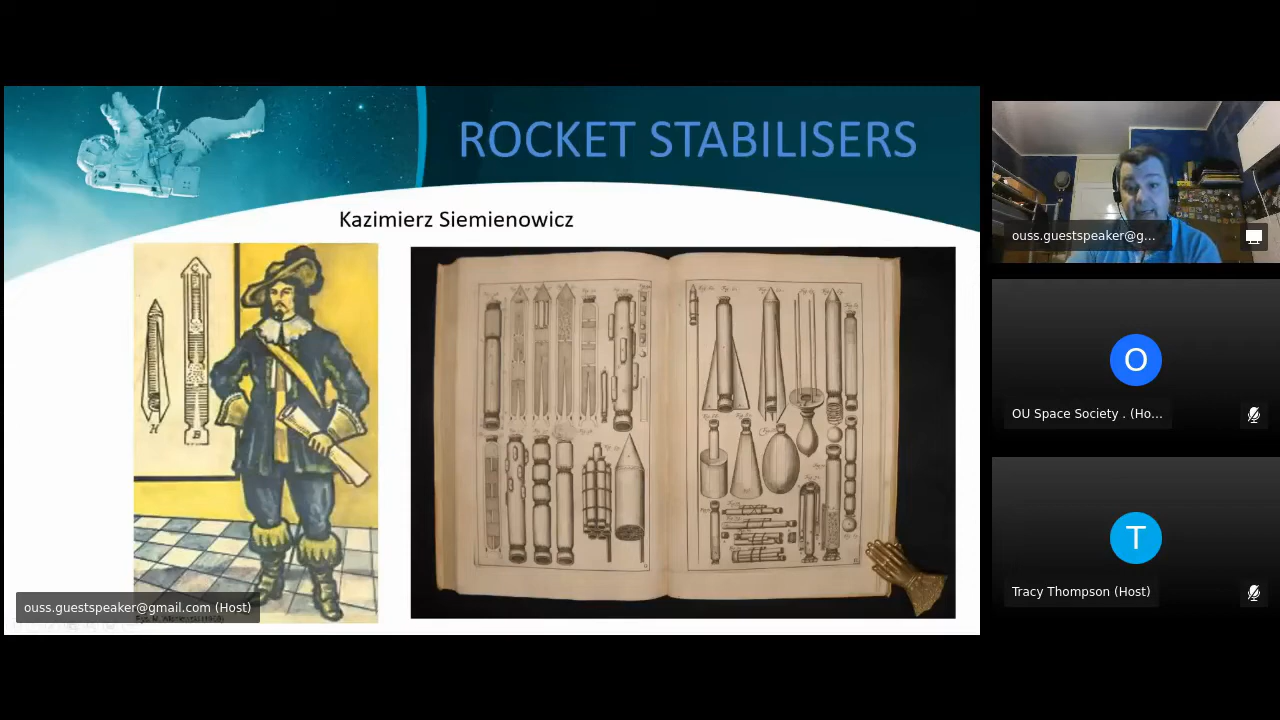 ROCKET STABILISERS
Kazimierz Siemienowicz
H
B
ouss.guestspeaker@gmail.com (Host)
ouss.guestspeaker@g...
O
OU Space Society . (Ho...
T
Tracy Thompson (Host)